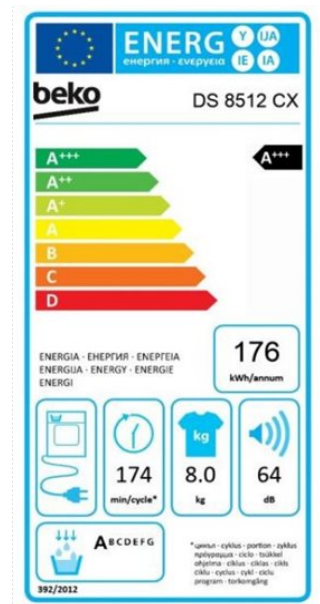 ENERG Y IJA
енергия · ενεργεια IE IA
beko
DS 8512 CX
A+++ A+++
A++
A+
A
B
C
D
ENERGIA · ЕНЕРГИЯ · ΕΝΕΡΓΕΙΑ
ENERGIJA · ENERGY · ENERGIE
ENERGI
176
kWh/annum
kg
174 8.0 64
min/cycle* kg dB
ABCDEFG
*цикъл · cyklus · portion · zyklus
πρόγραμμα · ciclo · tsükkel
ohjelma · ciklus · ciklas · cikls
ciklu · cyclus · cykl · ciclu
program · torkomgång
392/2012